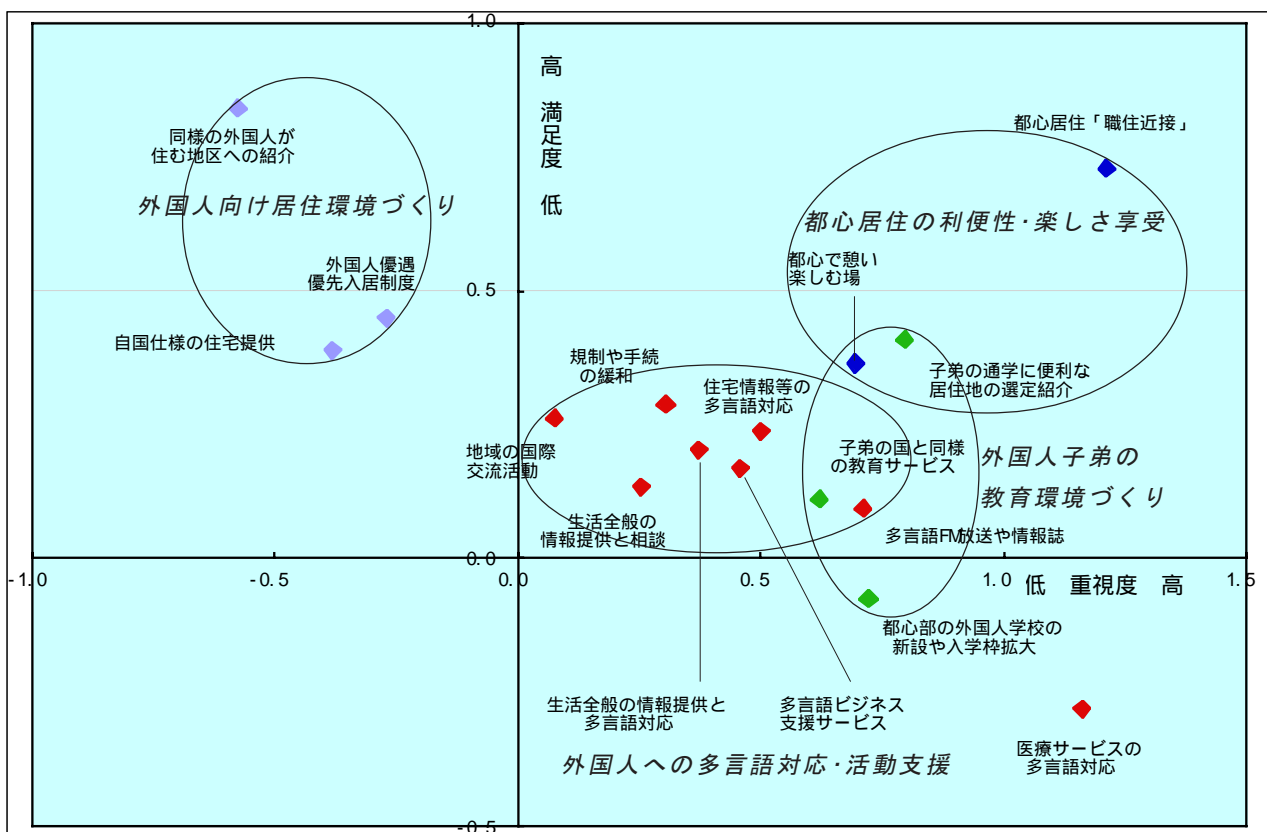 1.0
高
満足度
低
都心居住「職住近接」
同様の外国人が
住む地区への紹介
外国人向け居住環境づくり
都心居住の利便性・楽しさ享受
都心で憩い
楽しむ場
外国人優遇
優先入居制度
0.5
自国仕様の住宅提供
規制や手続
の緩和
住宅情報等の
多言語対応
子弟の通学に便利な
居住地の選定紹介
地域の国際
交流活動
子弟の国と同様
の教育サービス
外国人子弟の
教育環境づくり
生活全般の
情報提供と相談
多言語FM放送や情報誌
0.0
-1.0
-0.5
0.0
0.5
1.0
1.5
低 重視度 高
都心部の外国人学校の
新設や入学枠拡大
生活全般の情報提供と
多言語対応
多言語ビジネス
支援サービス
外国人への多言語対応・活動支援
医療サービスの
多言語対応
-0.5